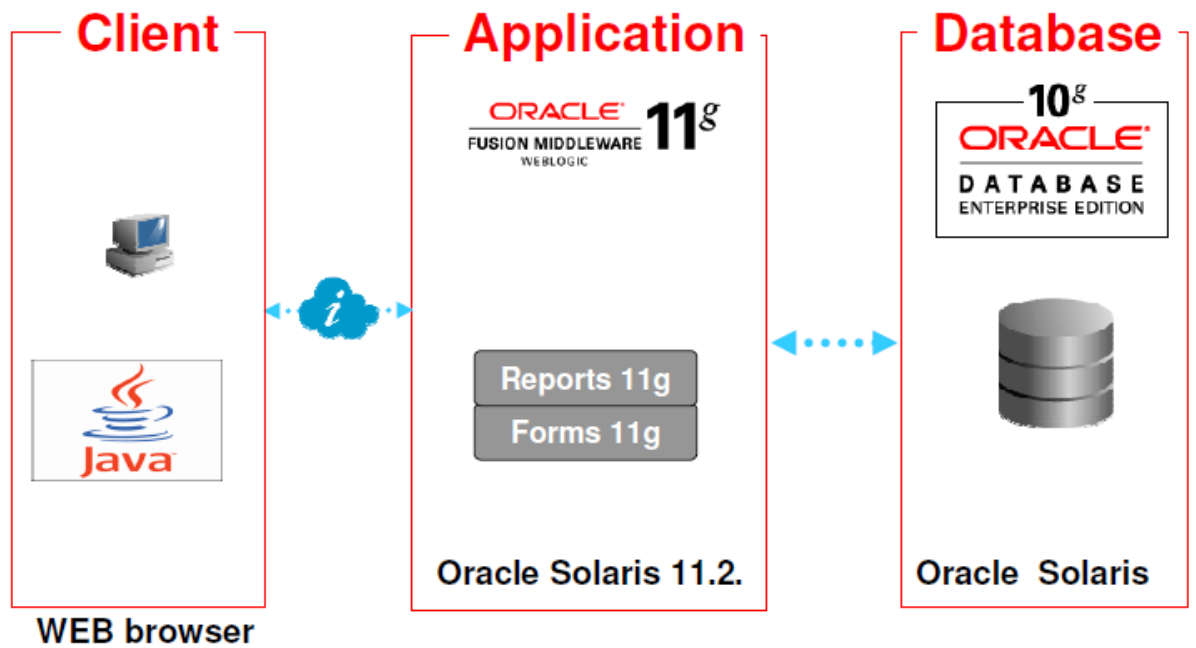 Client
Java
WEB browser
i
Application
ORACLE
FUSION MIDDLEWARE 11g
WEBLOGIC
Reports 11g
Forms 11g
Oracle Solaris 11.2.
Database
10g
ORACLE
DATABASE
ENTERPRISE EDITION
Oracle Solaris